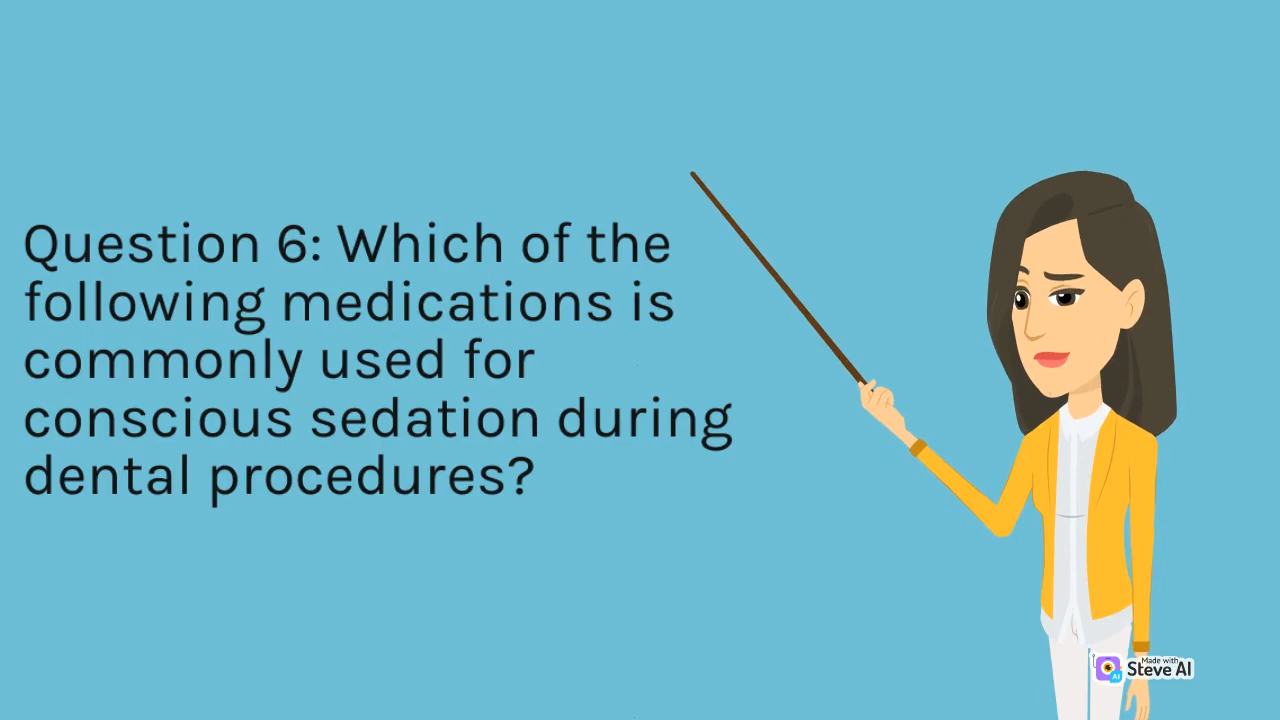 Question 6: Which of the
following medications is
commonly used for
conscious sedation during
dental procedures?
Made with
Steve AI
AI